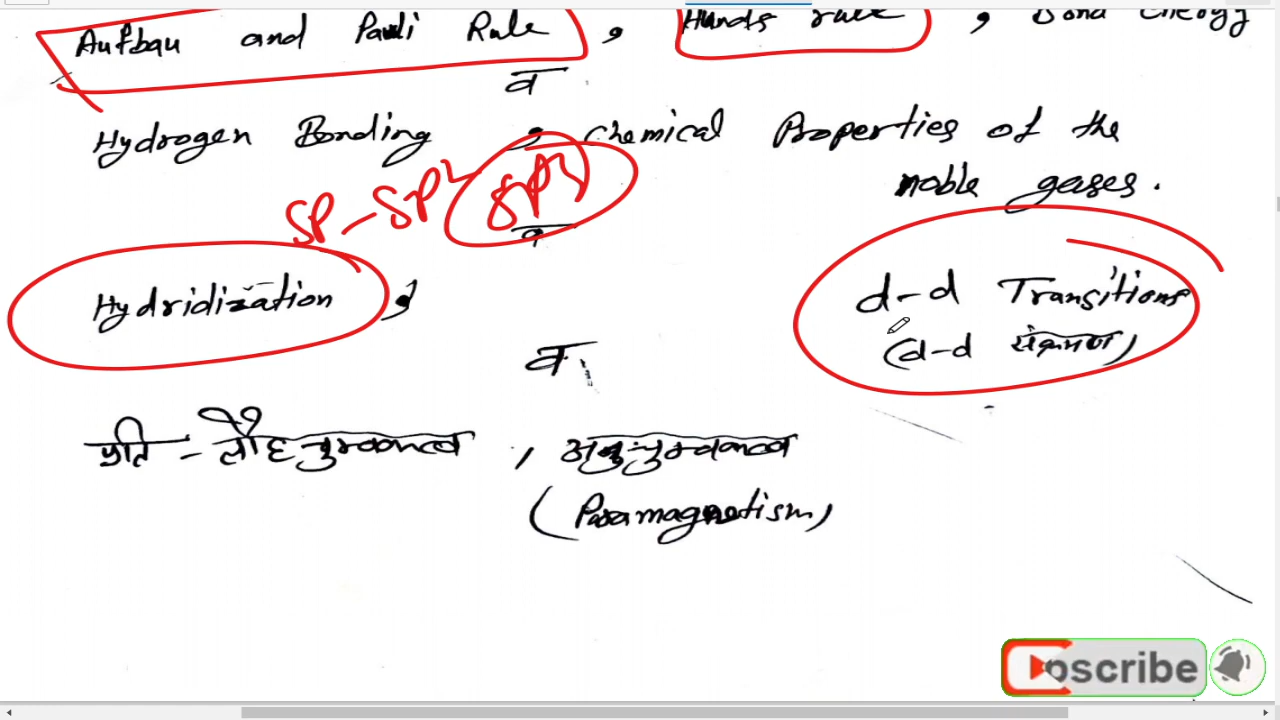 Aufbau and Pauli Rule , Hunds rule , Bond Energy
व
Hydrogen Bonding , Chemical Properties of the
noble gases.
SP - SP² SP³
व
Hydridization , d-d Transitions
(d-d संक्रमण)
व
प्रति - लौह चुम्बकत्व , अनुचुम्बकत्व
(Paramagnetism)
oscribe